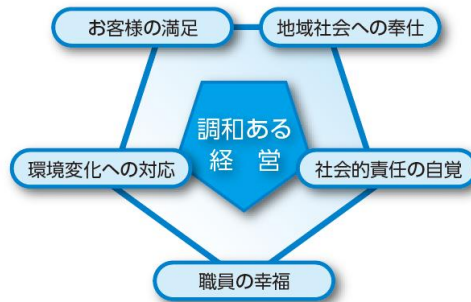 お客様の満足
地域社会への奉仕
調和ある
経営
環境変化への対応
社会的責任の自覚
職員の幸福